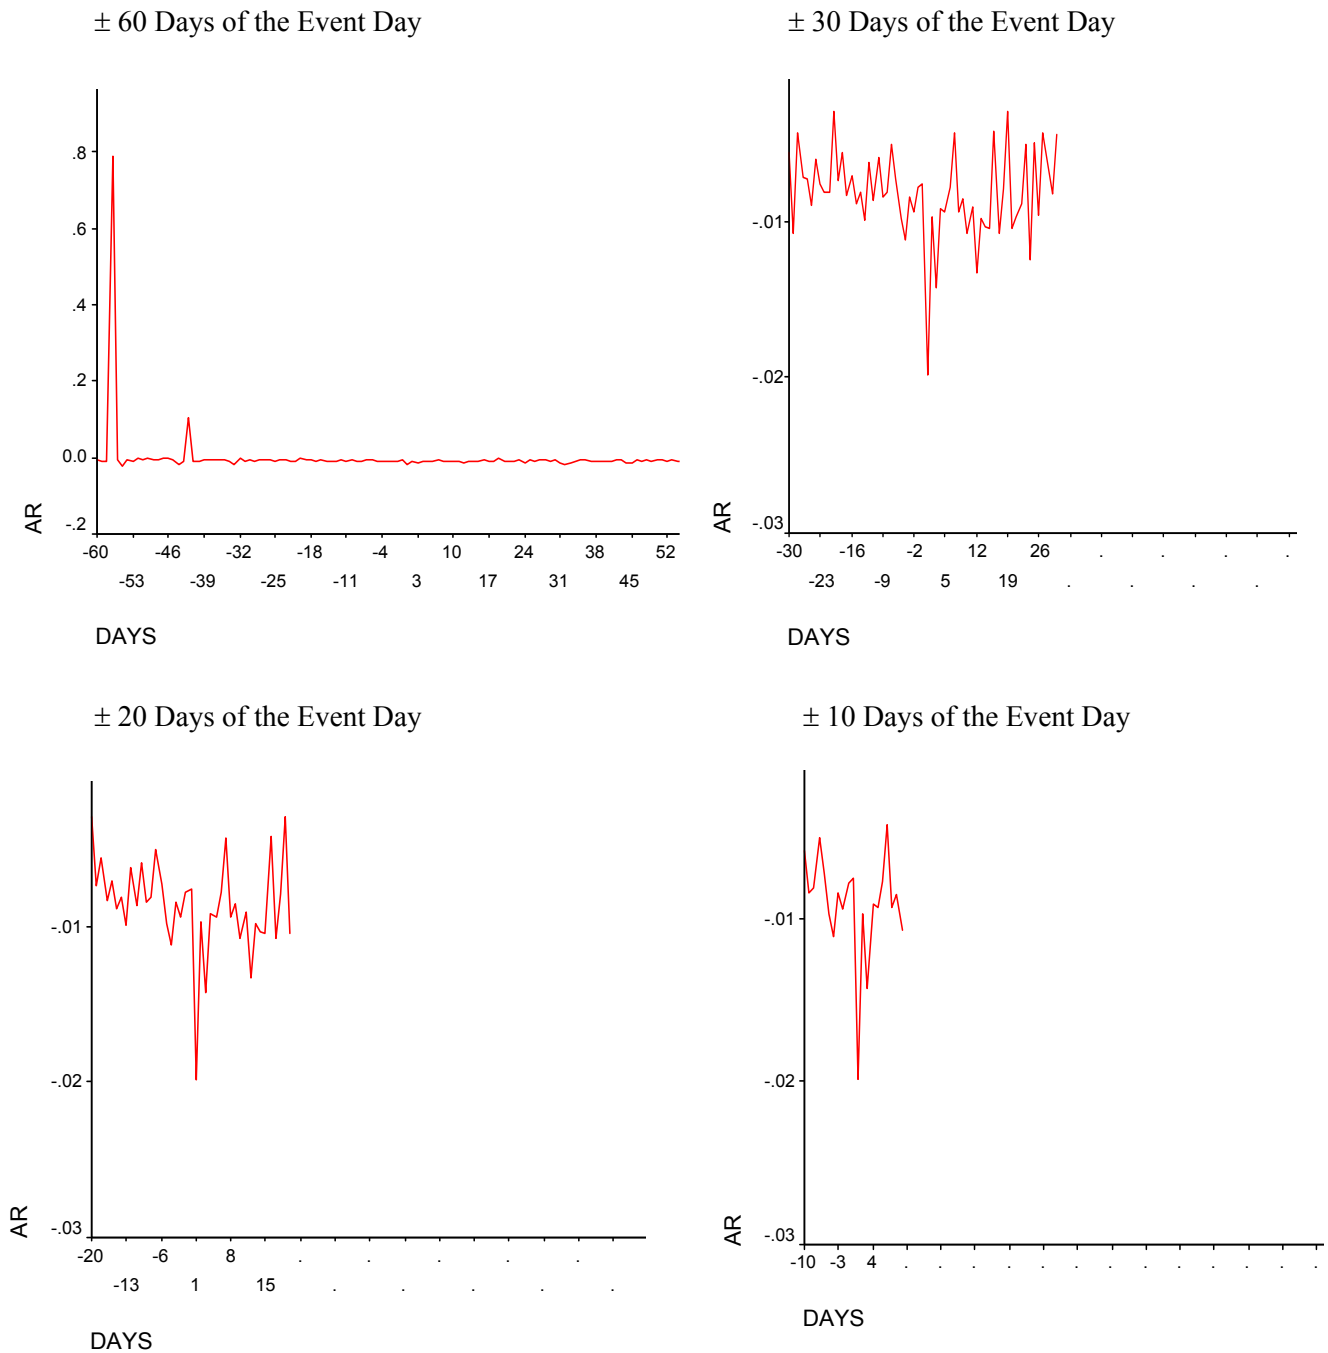 ± 60 Days of the Event Day
.8
.6
.4
.2
0.0
-.2
AR
-60 -46 -32 -18 -4 10 24 38 52
-53 -39 -25 -11 3 17 31 45
DAYS
± 30 Days of the Event Day
-.01
-.02
-.03
AR
-30 -16 -2 12 26 . . . .
-23 -9 5 19 . . . .
DAYS
± 20 Days of the Event Day
-.01
-.02
-.03
AR
-20 -6 8 . . . . .
-13 1 15 . . . . .
DAYS
± 10 Days of the Event Day
-.01
-.02
-.03
AR
-10 -3 4 . . . . . . . . . . . . .
DAYS